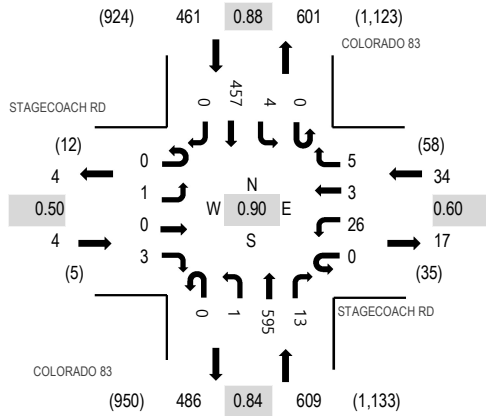 (924) 461 0.88 601 (1,123)
COLORADO 83
0 457 4 0
STAGECOACH RD
(12) (58)
0 5
4 34
1 3
N
0.50 W 0.90 E 0.60
0 26
4 17
S
3 0
(5) (35)
0 1 595 13
STAGECOACH RD
COLORADO 83
(950) 486 0.84 609 (1,133)